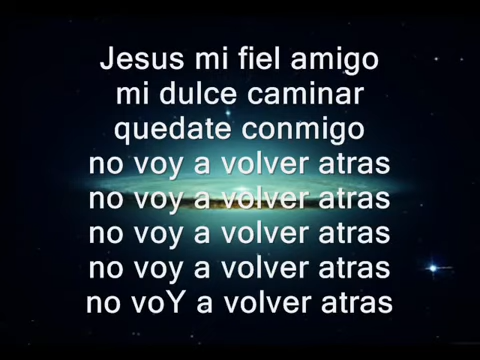 Jesus mi fiel amigo
mi dulce caminar
quedate conmigo
no voy a volver atras
no voy a volver atras
no voy a volver atras
no voy a volver atras
no voY a volver atras